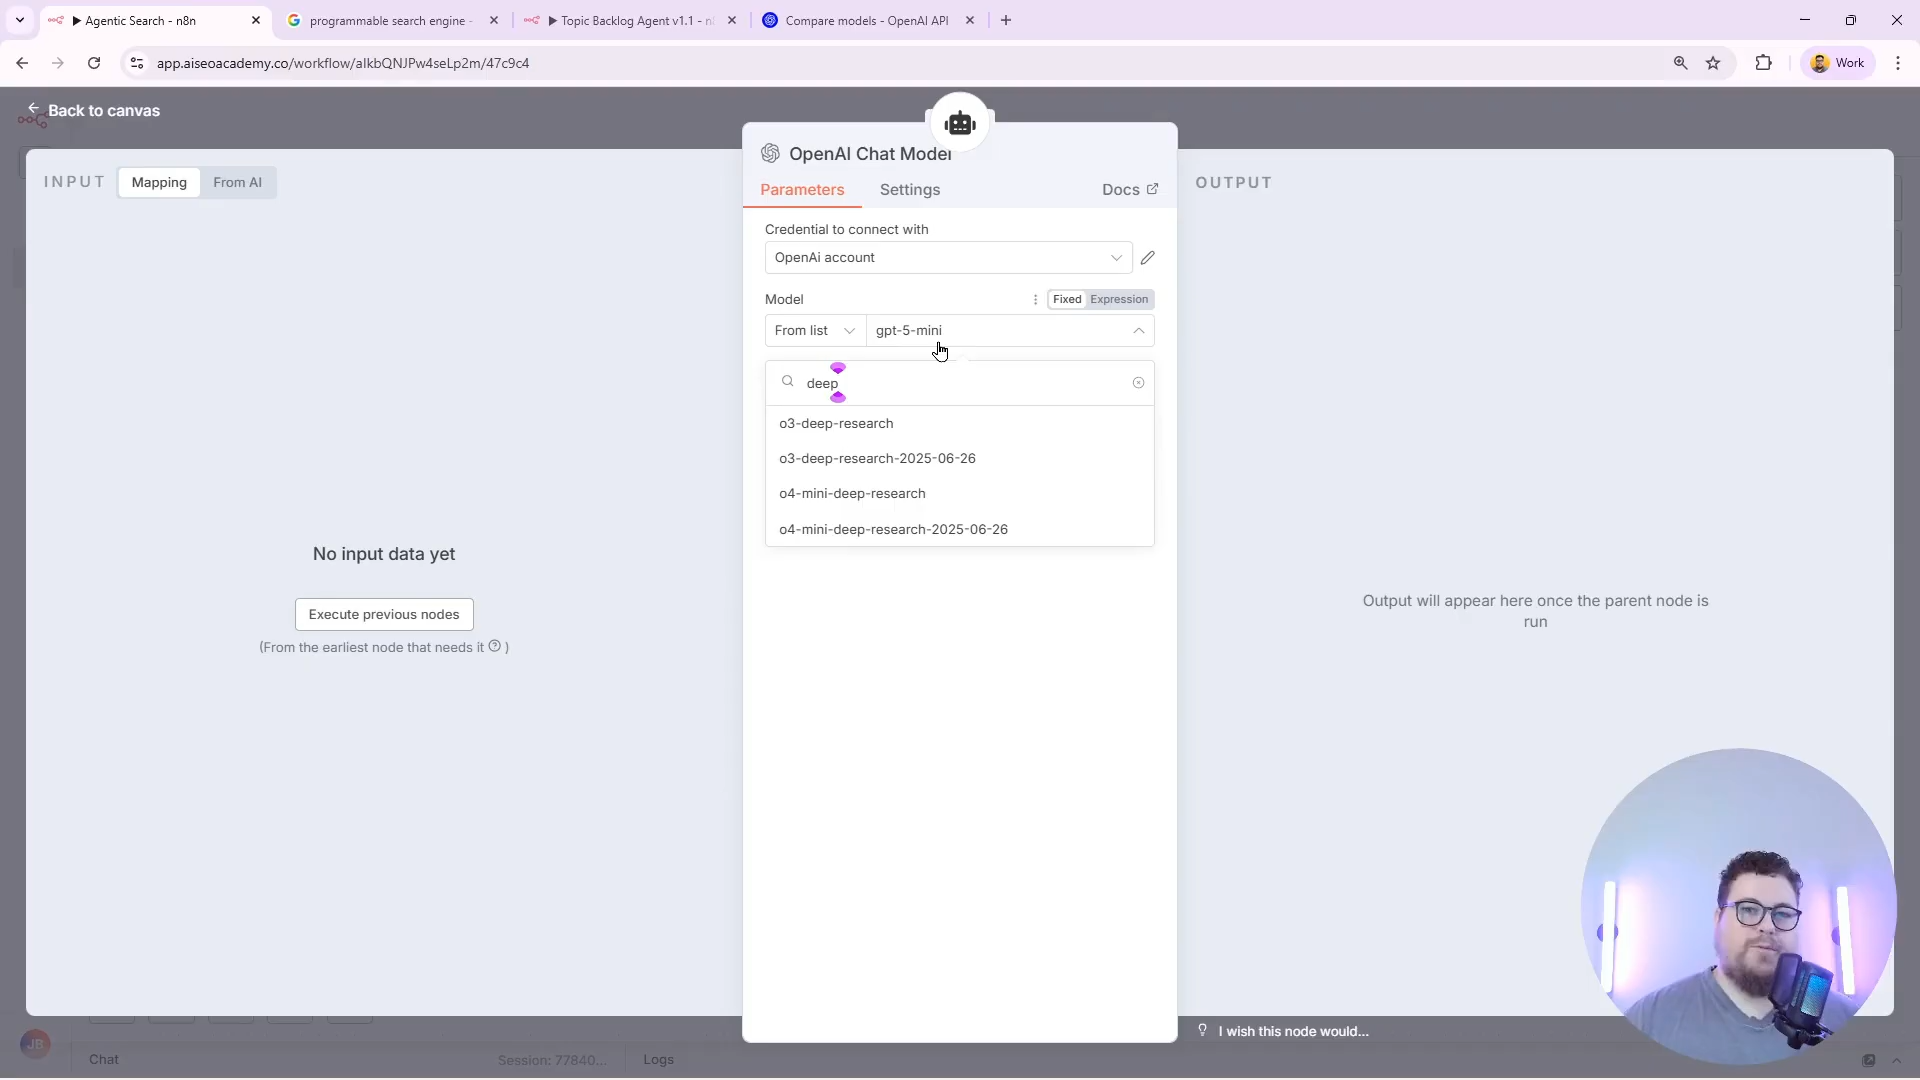 ▶ Agentic Search - n8n
programmable search engine -
▶ Topic Backlog Agent v1.1 - n8
Compare models - OpenAI API
app.aiseoacademy.co/workflow/alkbQNJPw4seLp2m/47c9c4
Work
Back to canvas
INPUT
Mapping
From AI
OpenAI Chat Model
Parameters
Settings
Docs
OUTPUT
Credential to connect with
OpenAi account
Model
Fixed
Expression
From list
gpt-5-mini
deep
o3-deep-research
o3-deep-research-2025-06-26
o4-mini-deep-research
o4-mini-deep-research-2025-06-26
No input data yet
Execute previous nodes
(From the earliest node that needs it ? )
Output will appear here once the parent node is
run
I wish this node would...
JB
Chat
Session: 77840...
Logs